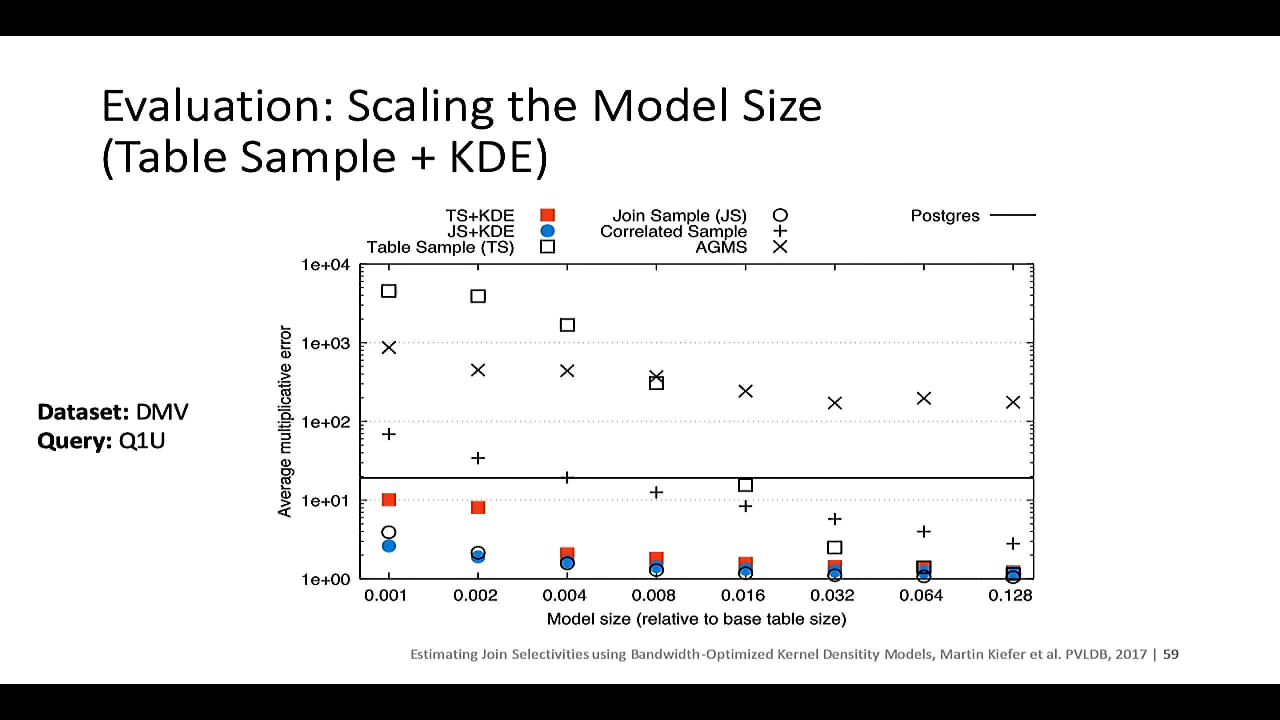 Evaluation: Scaling the Model Size
(Table Sample + KDE)
TS+KDE
JS+KDE
Table Sample (TS)
Join Sample (JS)
Correlated Sample
AGMS
Postgres
1e+04
1e+03
1e+02
1e+01
1e+00
Average multiplicative error
Dataset: DMV
Query: Q1U
0.001 0.002 0.004 0.008 0.016 0.032 0.064 0.128
Model size (relative to base table size)
Estimating Join Selectivities using Bandwidth-Optimized Kernel Densitity Models, Martin Kiefer et al. PVLDB, 2017 | 59